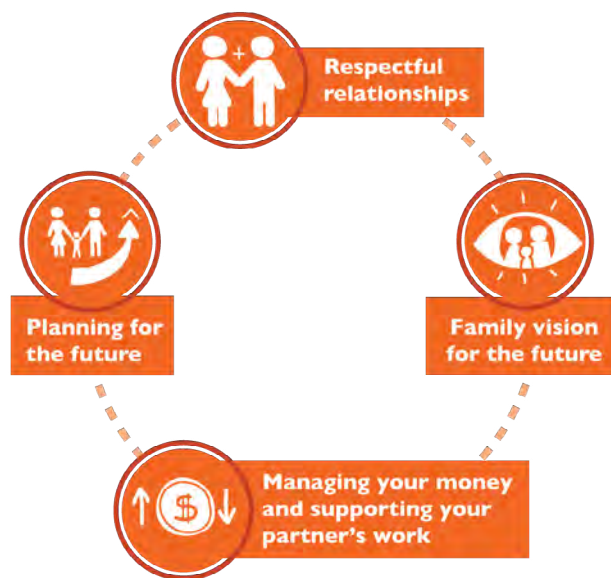 Respectful
relationships
Planning for
the future
Family vision
for the future
$
Managing your money
and supporting your
partner's work